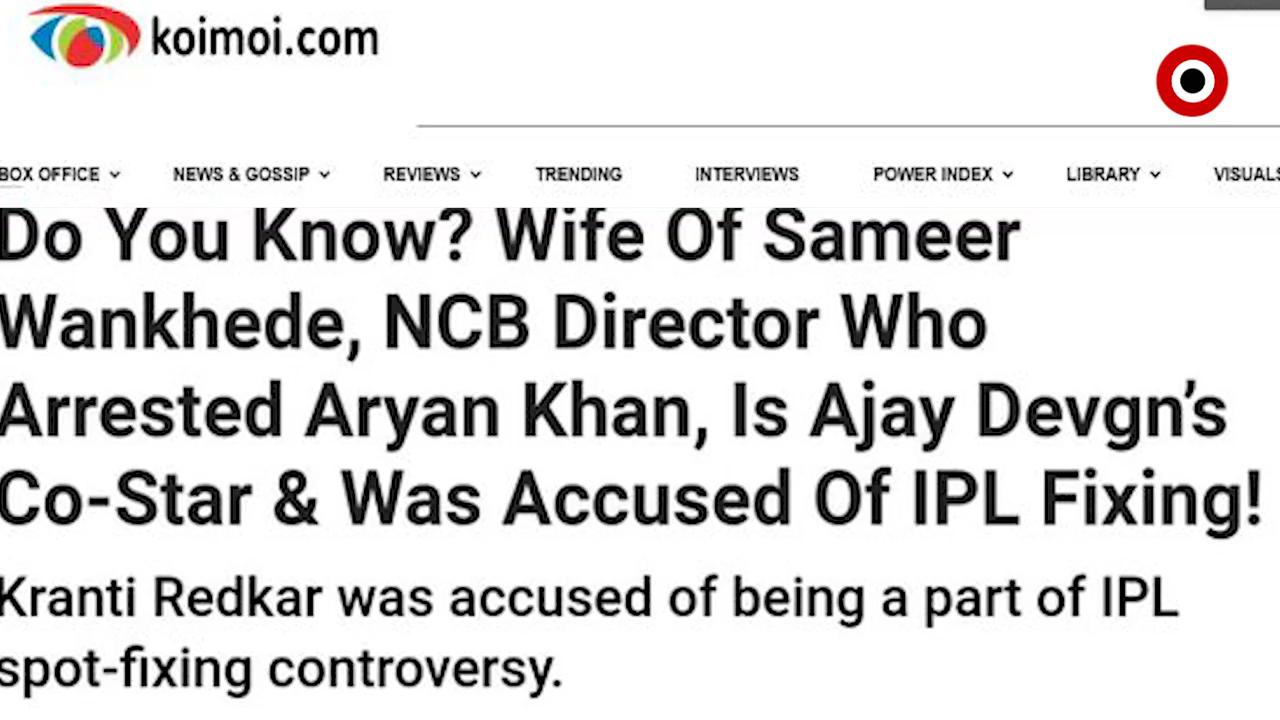 koimoi.com
BOX OFFICE NEWS & GOSSIP REVIEWS TRENDING INTERVIEWS POWER INDEX LIBRARY VISUALS
Do You Know? Wife Of Sameer
Wankhede, NCB Director Who
Arrested Aryan Khan, Is Ajay Devgn’s
Co-Star & Was Accused Of IPL Fixing!
Kranti Redkar was accused of being a part of IPL
spot-fixing controversy.